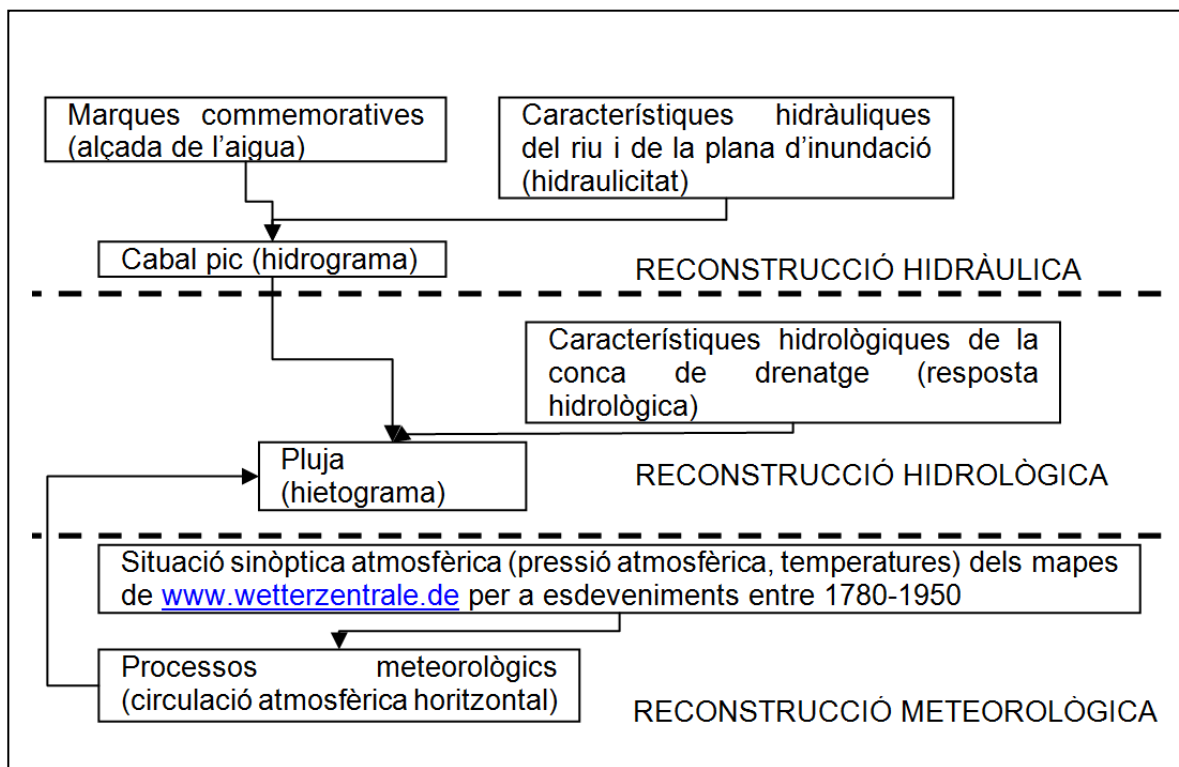 Marques commemoratives
(alçada de l'aigua)
Característiques hidràuliques
del riu i de la plana d'inundació
(hidraulicitat)
Cabal pic (hidrograma)
RECONSTRUCCIÓ HIDRÀULICA
Característiques hidrològiques de la
conca de drenatge (resposta
hidrològica)
Pluja
(hietograma)
RECONSTRUCCIÓ HIDROLÒGICA
Situació sinòptica atmosfèrica (pressió atmosfèrica, temperatures) dels mapes
de www.wetterzentrale.de per a esdeveniments entre 1780-1950
Processos meteorològics
(circulació atmosfèrica horitzontal)
RECONSTRUCCIÓ METEOROLÒGICA